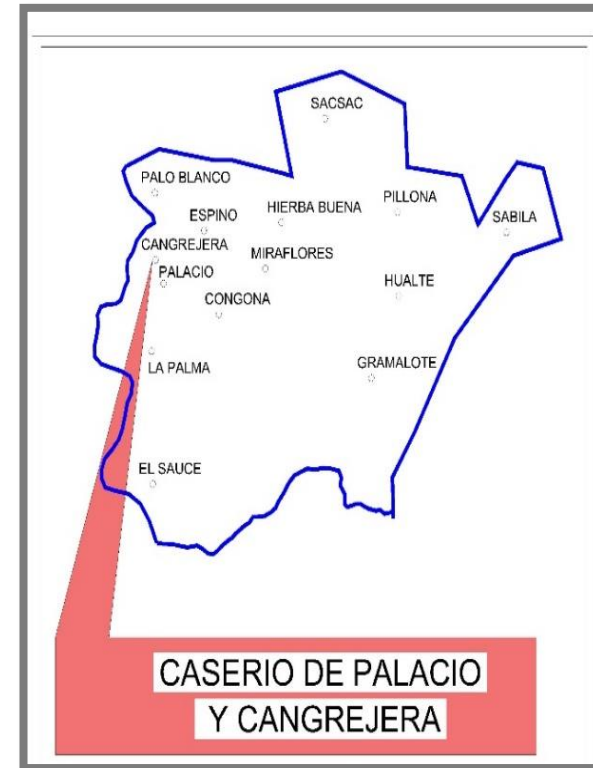 SACSAC
PALO BLANCO
PILLONA
ESPINO
HIERBA BUENA
SABILA
CANGREJERA
MIRAFLORES
PALACIO
HUALTE
CONGONA
LA PALMA
GRAMALOTE
EL SAUCE
CASERIO DE PALACIO
Y CANGREJERA